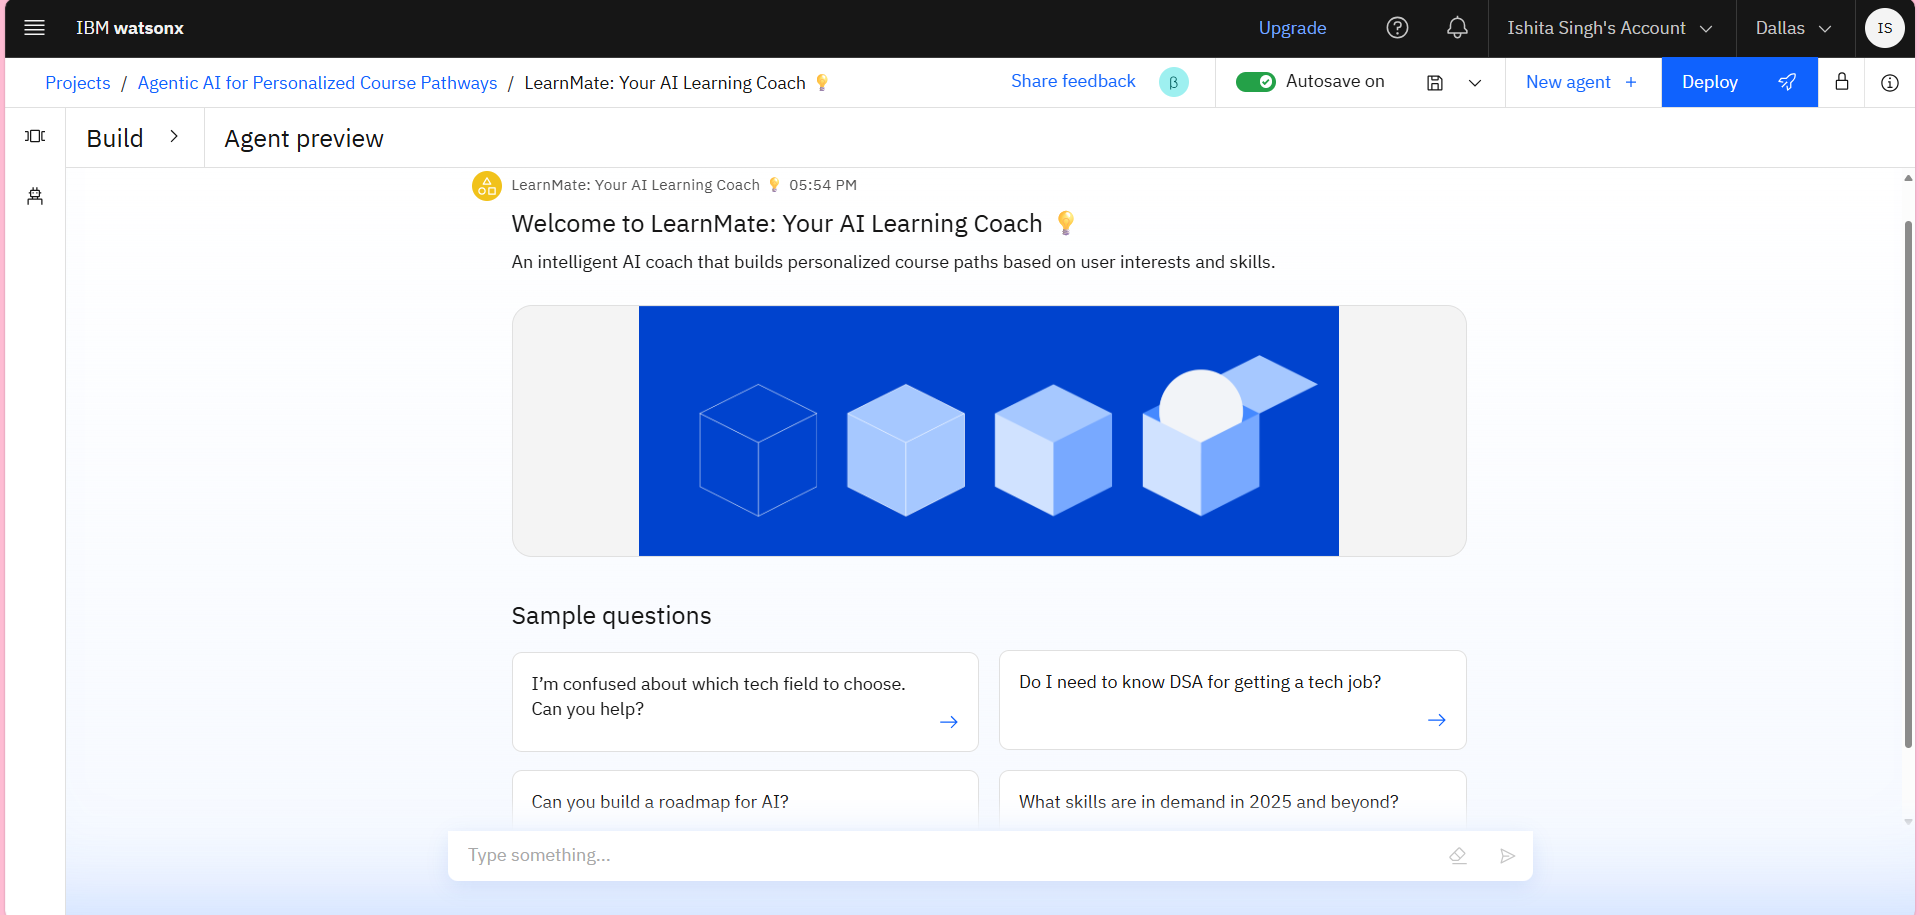 IBM watsonx
Upgrade
Ishita Singh's Account
Dallas
IS
Projects / Agentic AI for Personalized Course Pathways / LearnMate: Your AI Learning Coach 💡
Share feedback
β
Autosave on
New agent +
Deploy
Build
Agent preview
LearnMate: Your AI Learning Coach 💡 05:54 PM
Welcome to LearnMate: Your AI Learning Coach 💡
An intelligent AI coach that builds personalized course paths based on user interests and skills.
Sample questions
I’m confused about which tech field to choose.
Can you help?
Do I need to know DSA for getting a tech job?
Can you build a roadmap for AI?
What skills are in demand in 2025 and beyond?
Type something...